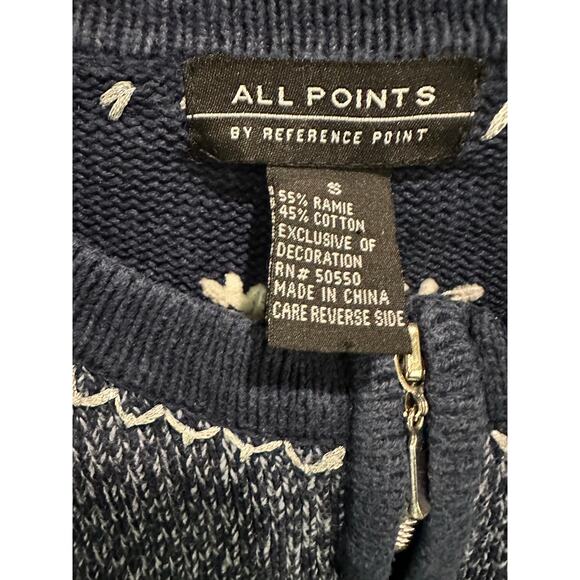 ALL POINTS
BY REFERENCE POINT
S
55% RAMIE
45% COTTON
EXCLUSIVE OF
DECORATION
RN# 50550
MADE IN CHINA
CARE REVERSE SIDE